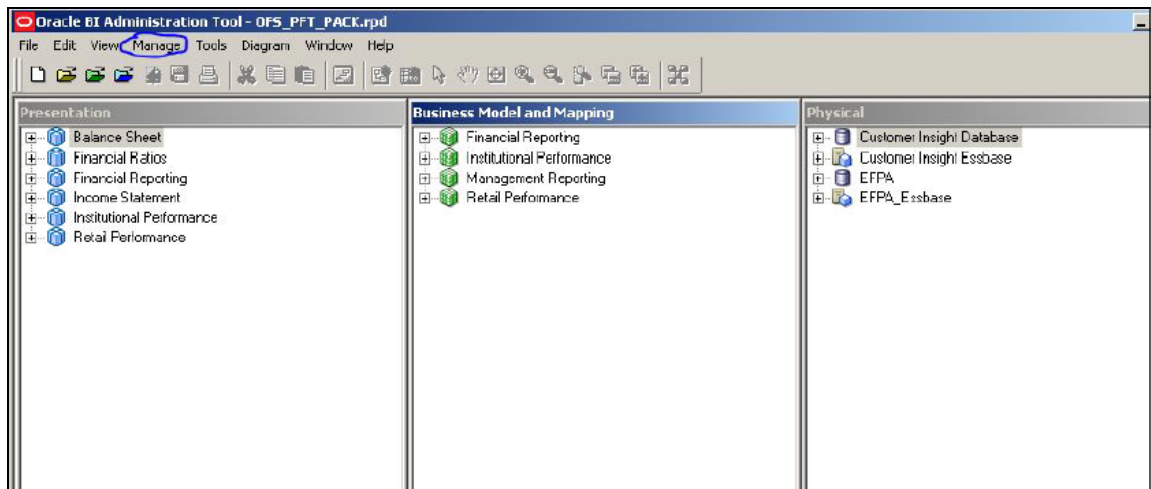 Oracle BI Administration Tool - OFS_PFT_PACK.rpd
File Edit View Manage Tools Diagram Window Help
Presentation
Balance Sheet
Financial Ratios
Financial Reporting
Income Statement
Institutional Performance
Retail Performance
Business Model and Mapping
Financial Reporting
Institutional Performance
Management Reporting
Retail Performance
Physical
Customer Insight Database
Customer Insight Essbase
EFPA
EFPA_Essbase